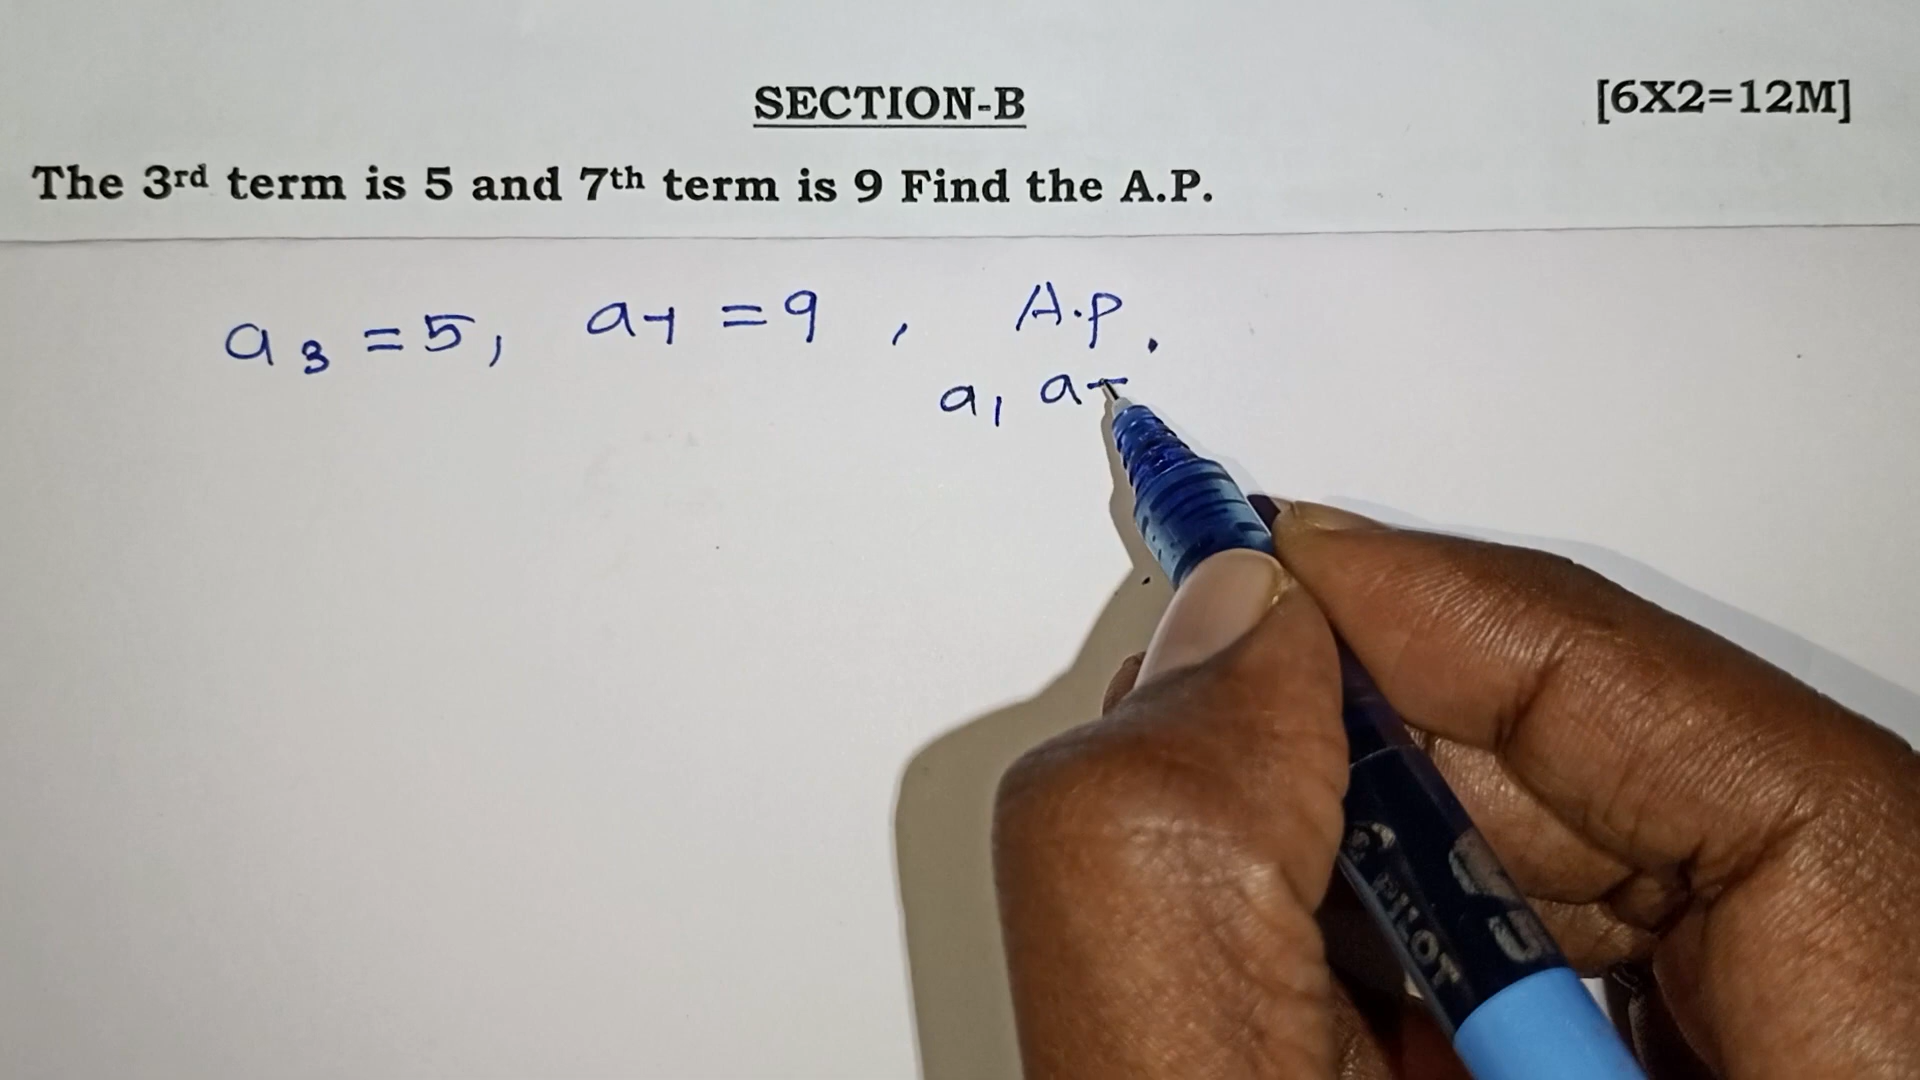 SECTION-B [6X2=12M]
The 3rd term is 5 and 7th term is 9 Find the A.P.
a3 = 5, a7 = 9 , A.P.
a, a+
PILOT